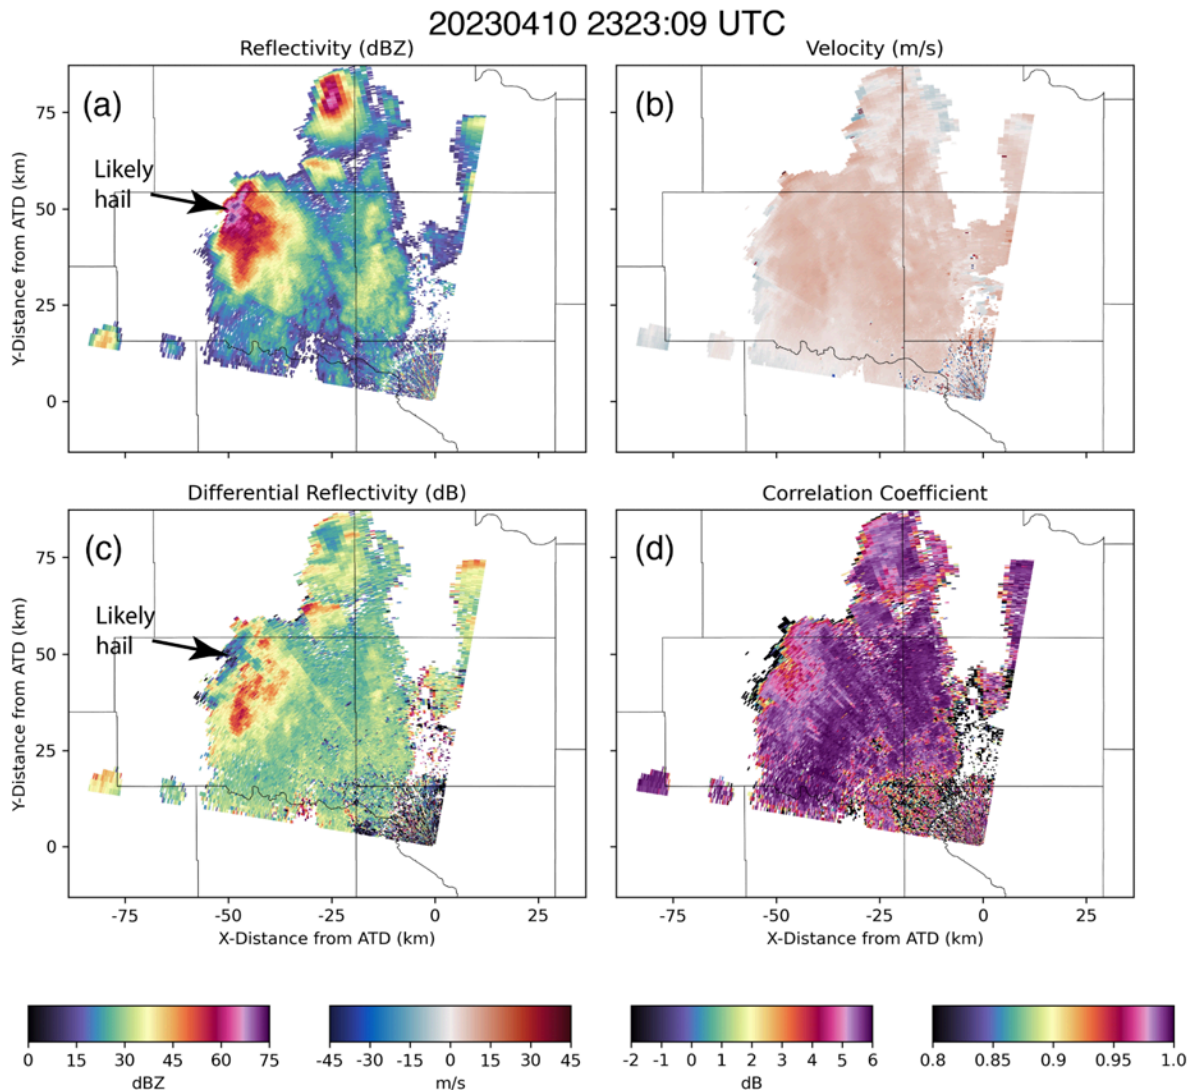 20230410 2323:09 UTC
Reflectivity (dBZ)
Velocity (m/s)
(a)
(b)
Likely
hail
Y-Distance from ATD (km)
75
50
25
0
Differential Reflectivity (dB)
Correlation Coefficient
(c)
(d)
Likely
hail
Y-Distance from ATD (km)
75
50
25
0
-75 -50 -25 0 25
-75 -50 -25 0 25
X-Distance from ATD (km)
X-Distance from ATD (km)
0 15 30 45 60 75
dBZ
-45 -30 -15 0 15 30 45
m/s
-2 -1 0 1 2 3 4 5 6
dB
0.8 0.85 0.9 0.95 1.0